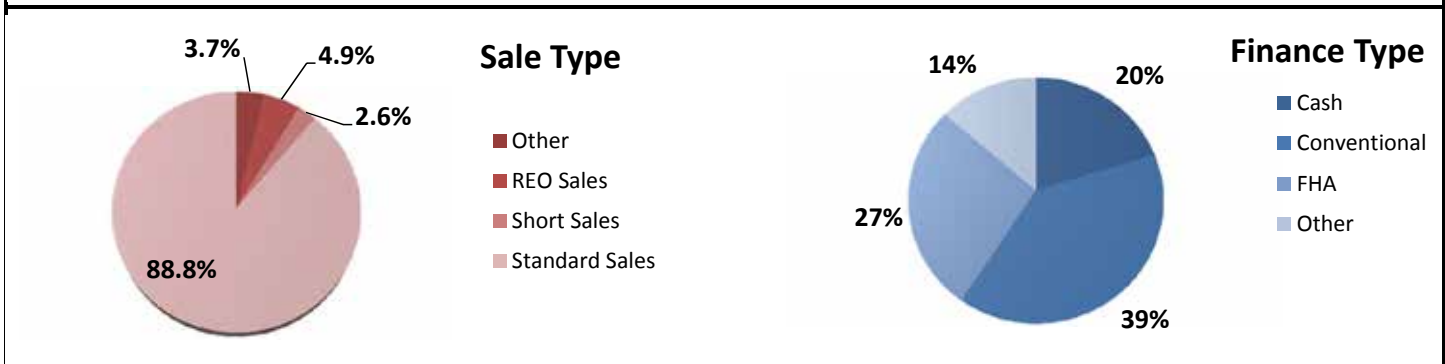 Sale Type
3.7%
4.9%
2.6%
88.8%
Other
REO Sales
Short Sales
Standard Sales
Finance Type
14%
20%
27%
39%
Cash
Conventional
FHA
Other